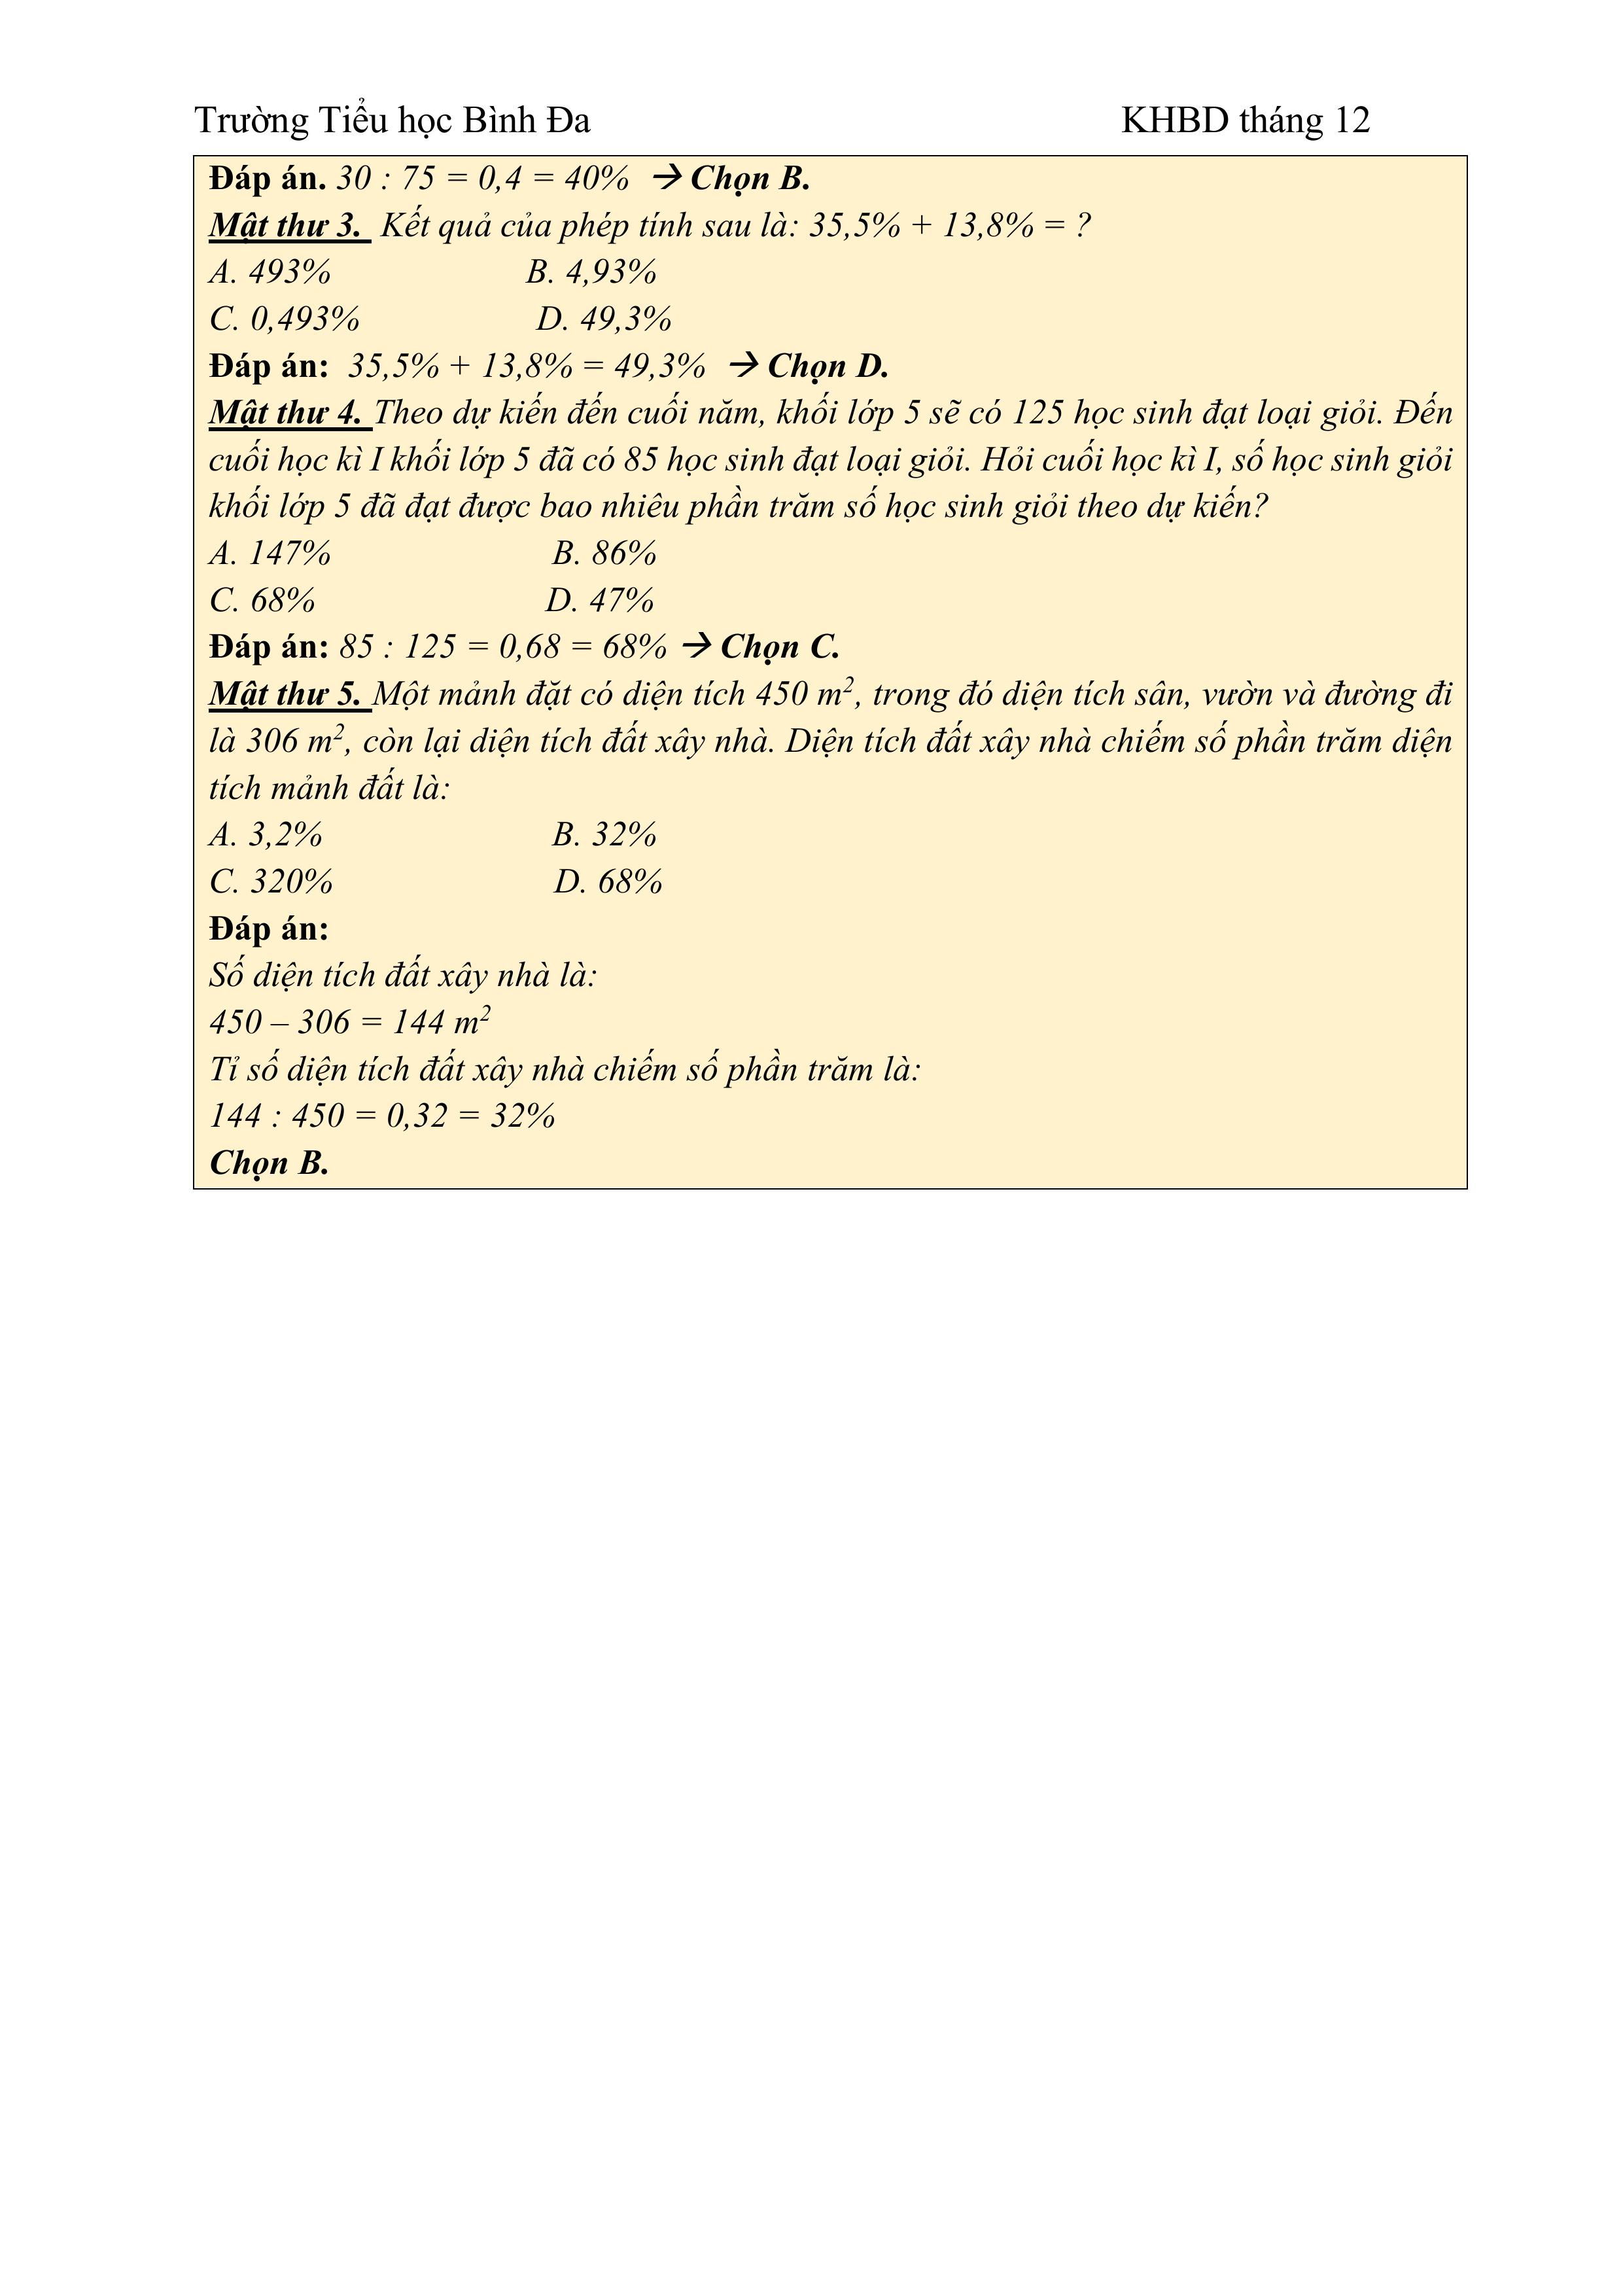 Trường Tiểu học Bình Đa KHBD tháng 12
Đáp án. 30 : 75 = 0,4 = 40% → Chọn B.
Mật thư 3. Kết quả của phép tính sau là: 35,5% + 13,8% = ?
A. 493% B. 4,93%
C. 0,493% D. 49,3%
Đáp án: 35,5% + 13,8% = 49,3% → Chọn D.
Mật thư 4. Theo dự kiến đến cuối năm, khối lớp 5 sẽ có 125 học sinh đạt loại giỏi. Đến
cuối học kì I khối lớp 5 đã có 85 học sinh đạt loại giỏi. Hỏi cuối học kì I, số học sinh giỏi
khối lớp 5 đã đạt được bao nhiêu phần trăm số học sinh giỏi theo dự kiến?
A. 147% B. 86%
C. 68% D. 47%
Đáp án: 85 : 125 = 0,68 = 68% → Chọn C.
Mật thư 5. Một mảnh đặt có diện tích 450 m², trong đó diện tích sân, vườn và đường đi
là 306 m², còn lại diện tích đất xây nhà. Diện tích đất xây nhà chiếm số phần trăm diện
tích mảnh đất là:
A. 3,2% B. 32%
C. 320% D. 68%
Đáp án:
Số diện tích đất xây nhà là:
450 – 306 = 144 m²
Tỉ số diện tích đất xây nhà chiếm số phần trăm là:
144 : 450 = 0,32 = 32%
Chọn B.